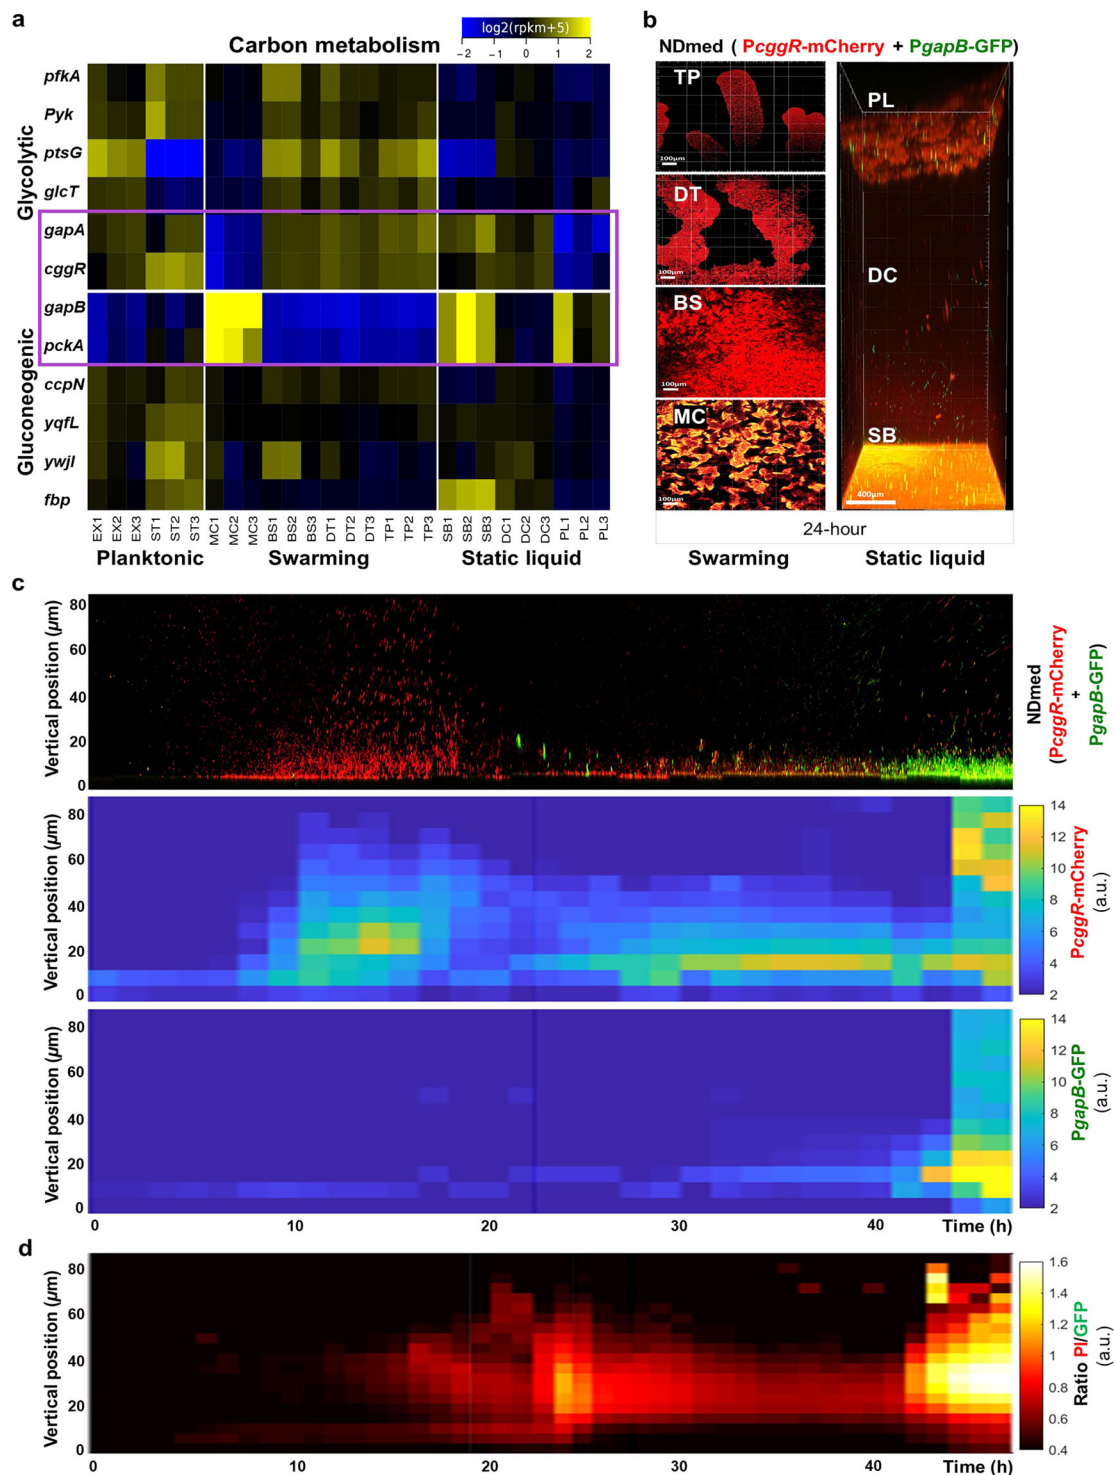 a
Carbon metabolism
log2(rpkm+5)
−2 −1 0 1 2
Glycolytic
Gluconeogenic
pfkA
Pyk
ptsG
glcT
gapA
cggR
gapB
pckA
ccpN
yqfL
ywjI
fbp
EX1 EX2 EX3 ST1 ST2 ST3 MC1 MC2 MC3 BS1 BS2 BS3 DT1 DT2 DT3 TP1 TP2 TP3 SB1 SB2 SB3 DC1 DC2 DC3 PL1 PL2 PL3
Planktonic Swarming Static liquid
b
NDmed ( PcggR-mCherry + PgapB-GFP)
TP
100µm
DT
100µm
BS
100µm
MC
100µm
PL
DC
SB
400µm
24-hour
Swarming Static liquid
c
Vertical position (µm)
80
60
40
20
0
NDmed
(PcggR-mCherry
+
PgapB-GFP)
Vertical position (µm)
80
60
40
20
0
14
12
10
8
6
4
2
PcggR-mCherry
(a.u.)
Vertical position (µm)
80
60
40
20
0
14
12
10
8
6
4
2
PgapB-GFP
(a.u.)
0 10 20 30 40 Time (h)
d
Vertical position (µm)
80
60
40
20
0
1.6
1.4
1.2
1
0.8
0.6
0.4
Ratio PI/GFP
(a.u.)
0 10 20 30 40 Time (h)